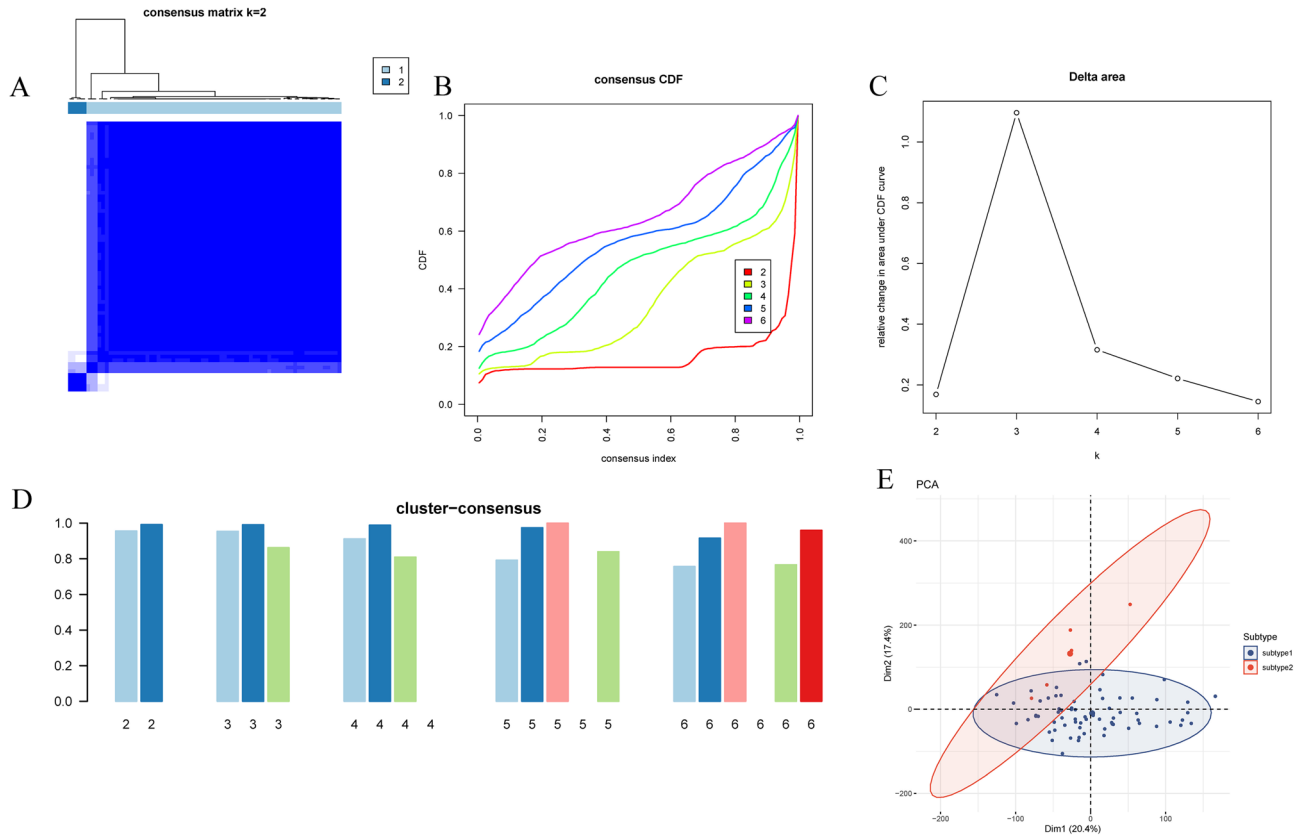 A
consensus matrix k=2
1
2
B
consensus CDF
CDF
1.0
0.8
0.6
0.4
0.2
0.0
0.0
0.2
0.4
0.6
0.8
1.0
consensus index
2
3
4
5
6
C
Delta area
relative change in area under CDF curve
1.0
0.8
0.6
0.4
0.2
2
3
4
5
6
k
D
cluster−consensus
1.0
0.8
0.6
0.4
0.2
0.0
2 2 3 3 3 4 4 4 4 5 5 5 5 5 6 6 6 6 6 6
E
PCA
Dim2 (17.4%)
400
200
0
−200
−200
−100
0
100
Dim1 (20.4%)
Subtype
subtype1
subtype2